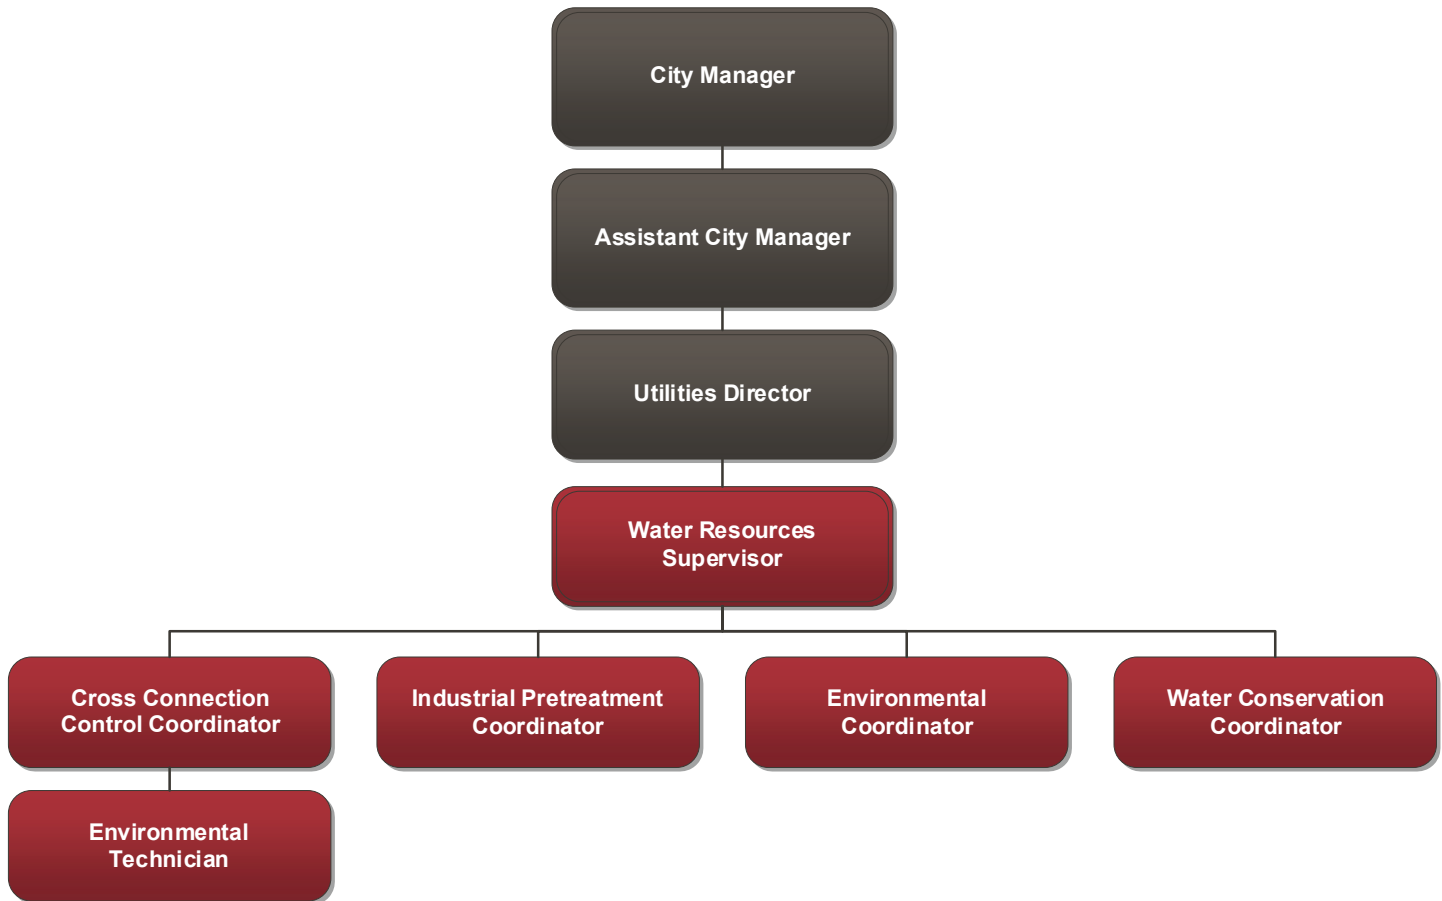 City Manager
Assistant City Manager
Utilities Director
Water Resources
Supervisor
Cross Connection
Control Coordinator
Industrial Pretreatment
Coordinator
Environmental
Coordinator
Water Conservation
Coordinator
Environmental
Technician